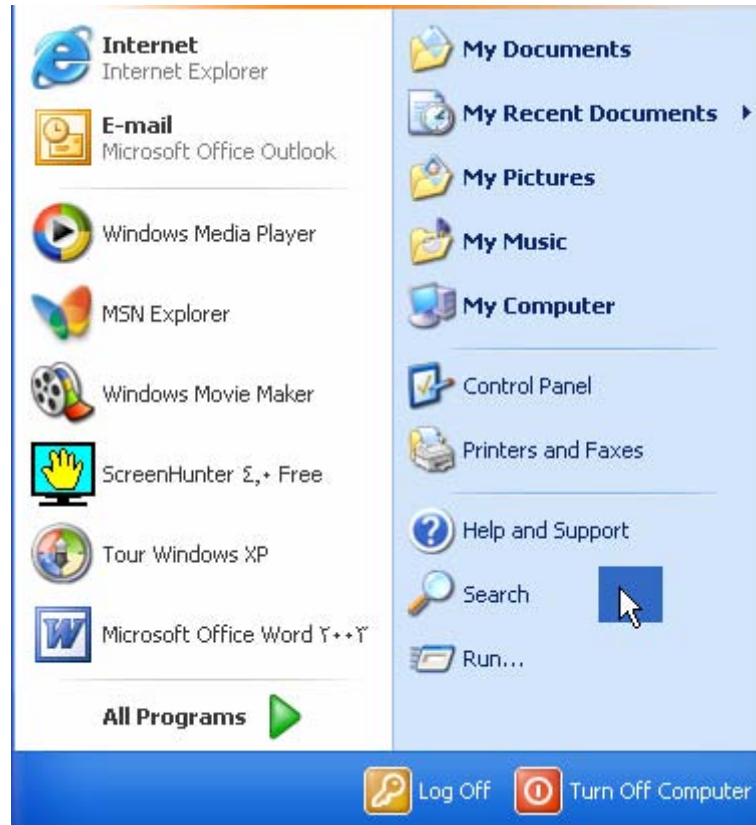 Internet
Internet Explorer
E-mail
Microsoft Office Outlook
Windows Media Player
MSN Explorer
Windows Movie Maker
ScreenHunter ٤,٠ Free
Tour Windows XP
Microsoft Office Word ٢٠٠٣
All Programs
My Documents
My Recent Documents
My Pictures
My Music
My Computer
Control Panel
Printers and Faxes
Help and Support
Search
Run...
Log Off
Turn Off Computer